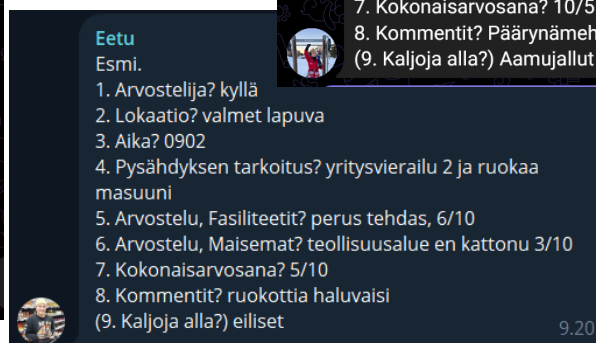 7. Kokonaisarvosana? 10/5
8. Kommentit? Päärynämeh
(9. Kaljoja alla?) Aamujallut
Eetu
Esmi.
1. Arvostelija? kyllä
2. Lokaatio? valmet lapuva
3. Aika? 0902
4. Pysähdyksen tarkoitus? yritysvierailu 2 ja ruokaa
masuuni
5. Arvostelu, Fasiliteetit? perus tehdas, 6/10
6. Arvostelu, Maisemat? teollisuusalue en kattonu 3/10
7. Kokonaisarvosana? 5/10
8. Kommentit? ruokottia haluvaisi
(9. Kaljoja alla?) eiliset
9.20